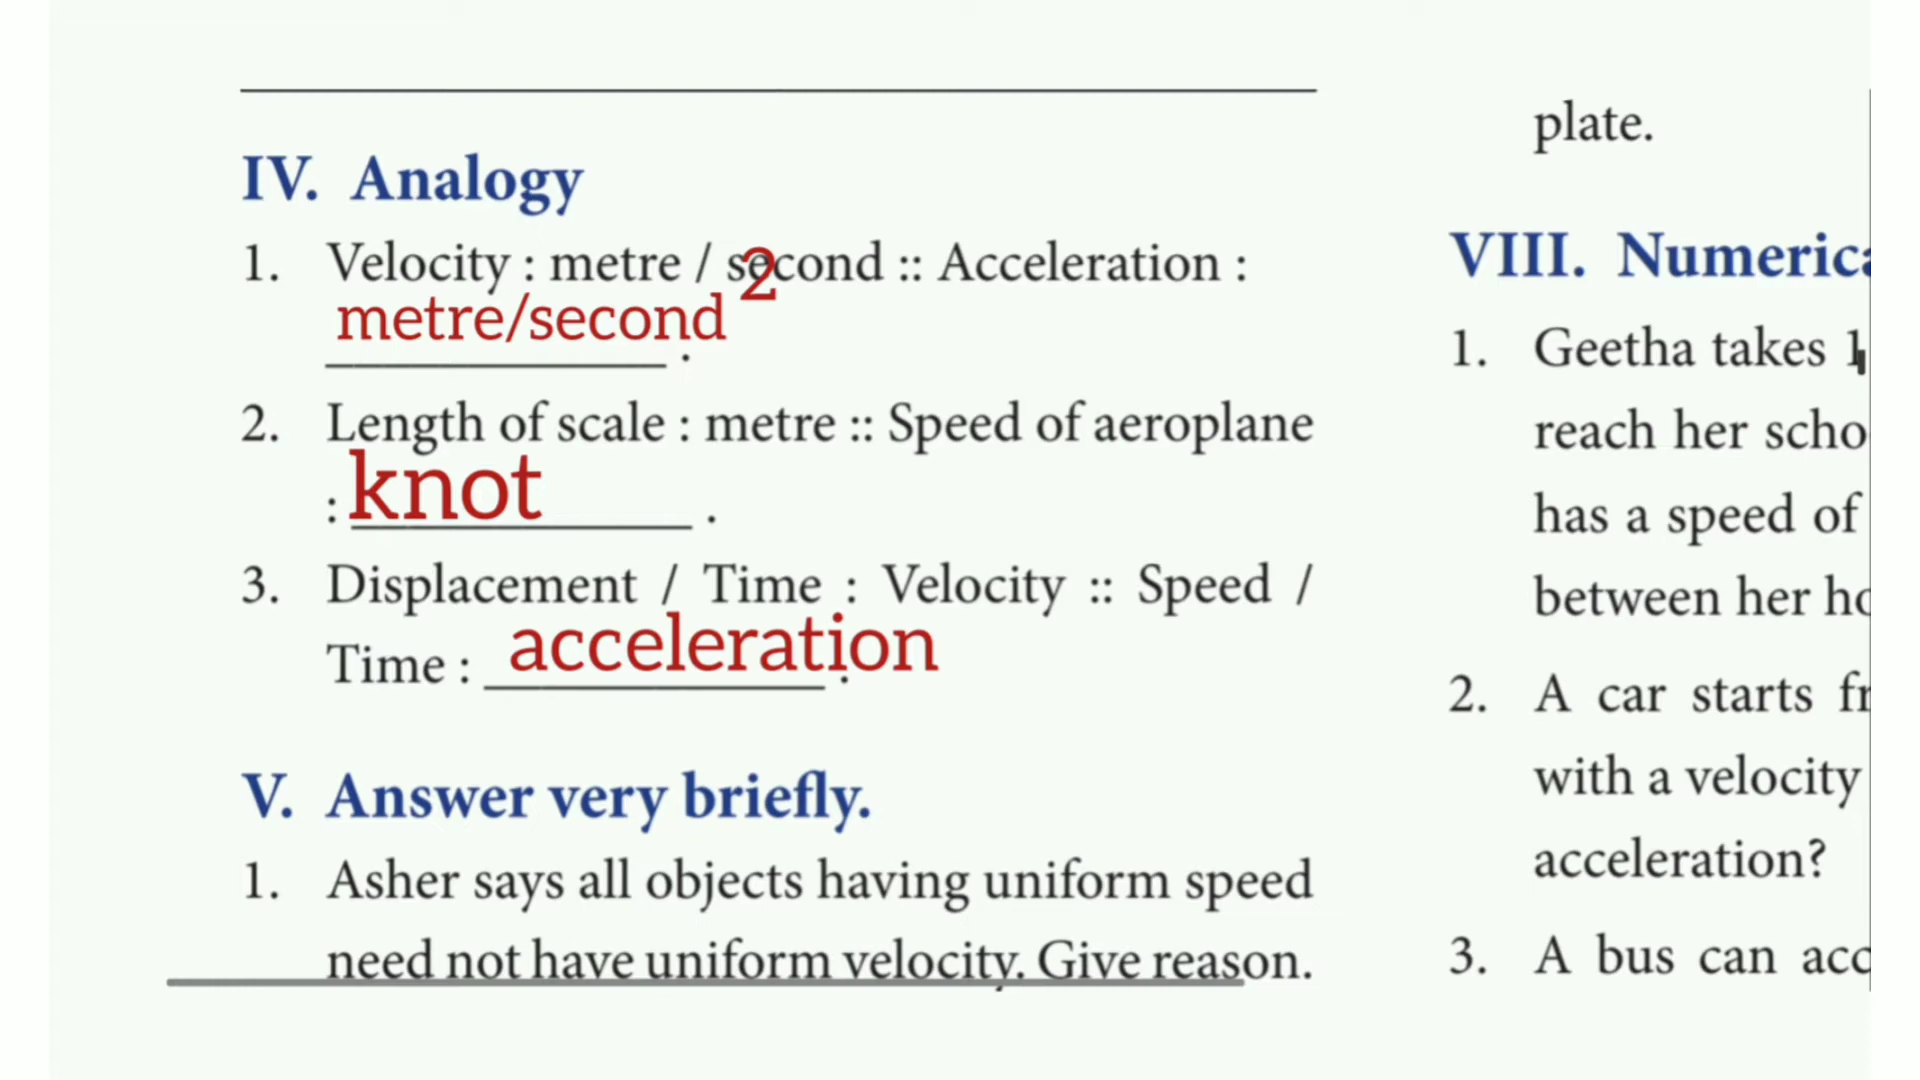 IV. Analogy
1. Velocity : metre / second :: Acceleration :
metre/second 2
.
2. Length of scale : metre :: Speed of aeroplane
: knot .
3. Displacement / Time : Velocity :: Speed /
Time : acceleration .
V. Answer very briefly.
1. Asher says all objects having uniform speed
need not have uniform velocity. Give reason.
plate.
VIII. Numerica
1. Geetha takes 1
reach her scho
has a speed of
between her ho
2. A car starts fr
with a velocity
acceleration?
3. A bus can acc